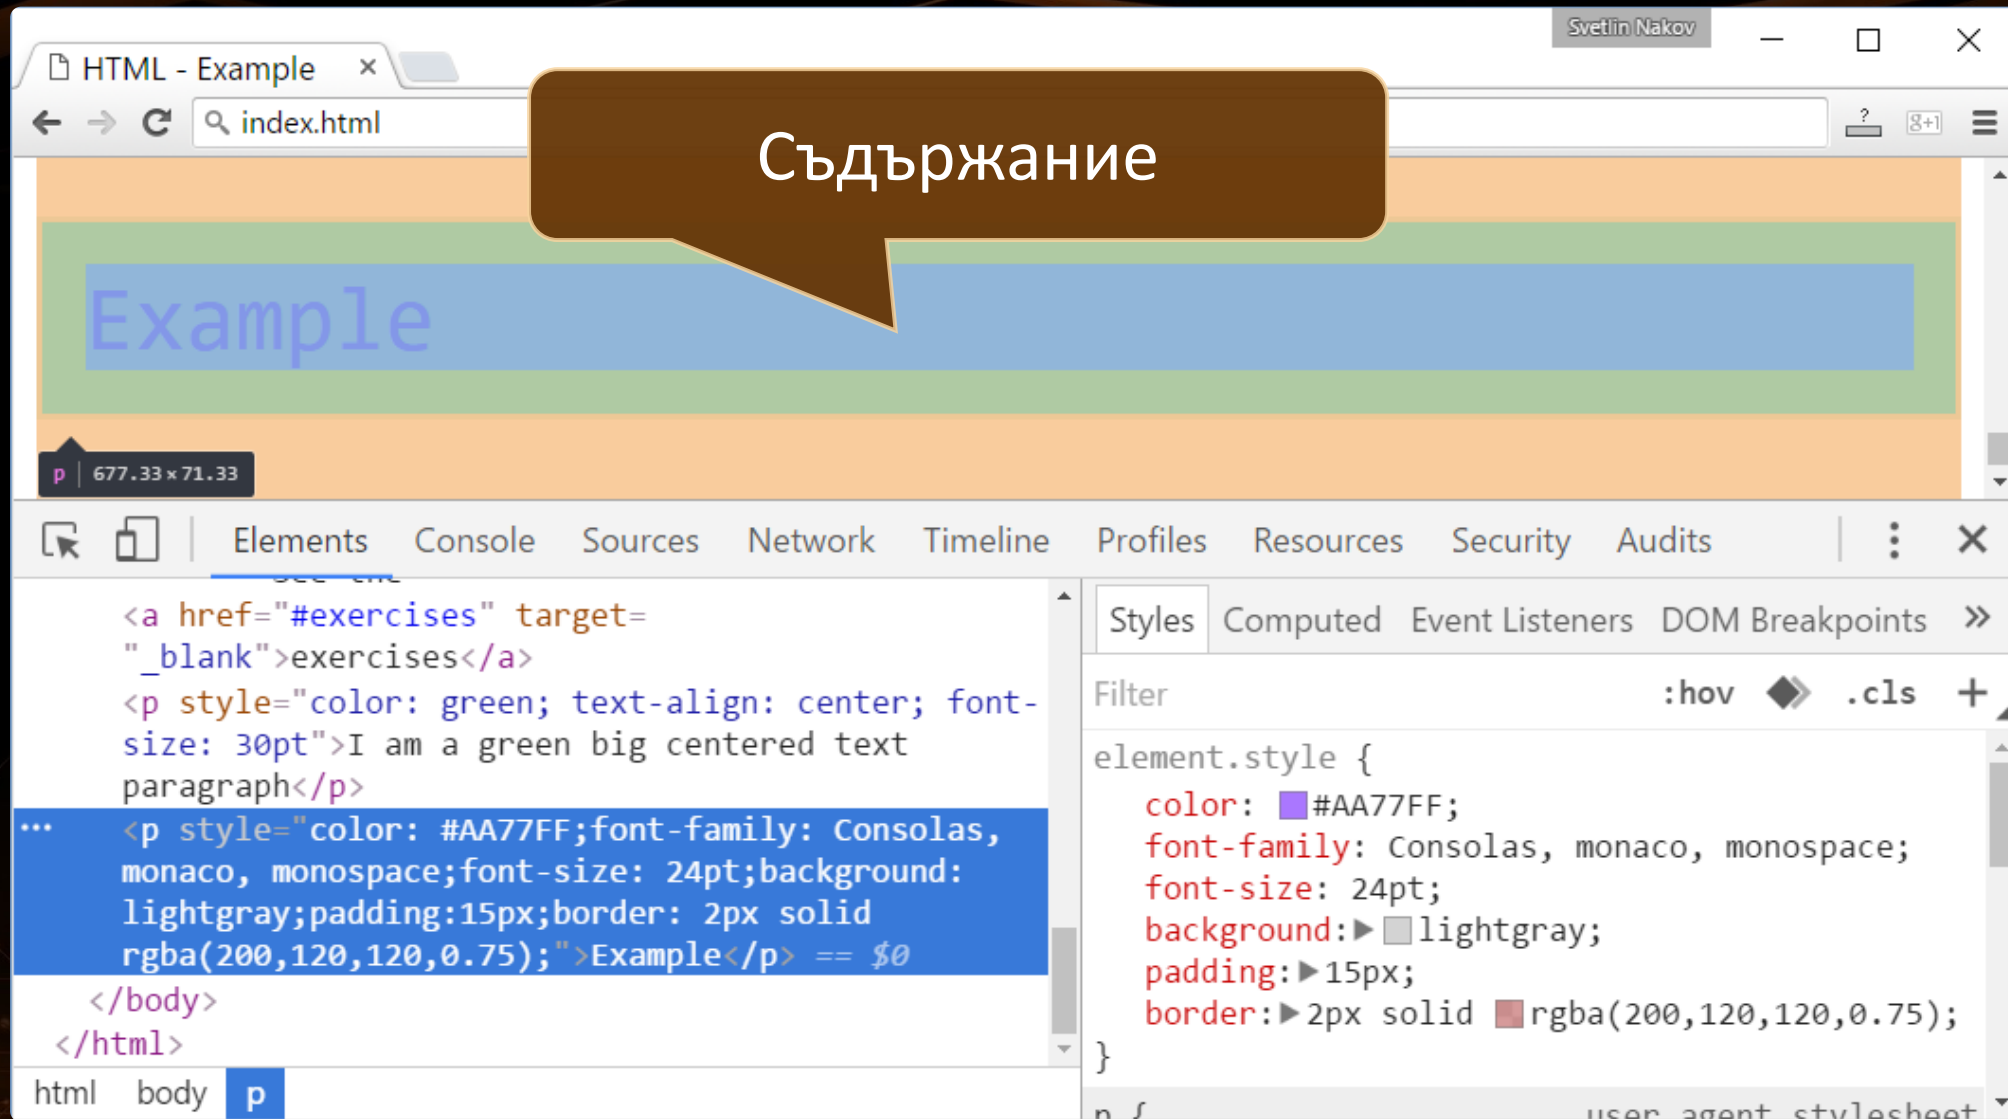 Svetlin Nakov
HTML - Example
index.html
?
g+1
Съдържание
Example
p 677.33×71.33
Elements Console Sources Network Timeline Profiles Resources Security Audits
<a href="#exercises" target=
"_blank">exercises</a>
<p style="color: green; text-align: center; font-
size: 30pt">I am a green big centered text
paragraph</p>
<p style="color: #AA77FF;font-family: Consolas,
monaco, monospace;font-size: 24pt;background:
lightgray;padding:15px;border: 2px solid
rgba(200,120,120,0.75);">Example</p> == $0
</body>
</html>
html body p
Styles Computed Event Listeners DOM Breakpoints »
Filter :hov .cls +
element.style {
color: #AA77FF;
font-family: Consolas, monaco, monospace;
font-size: 24pt;
background: lightgray;
padding: 15px;
border: 2px solid rgba(200,120,120,0.75);
}
p { user agent stylesheet